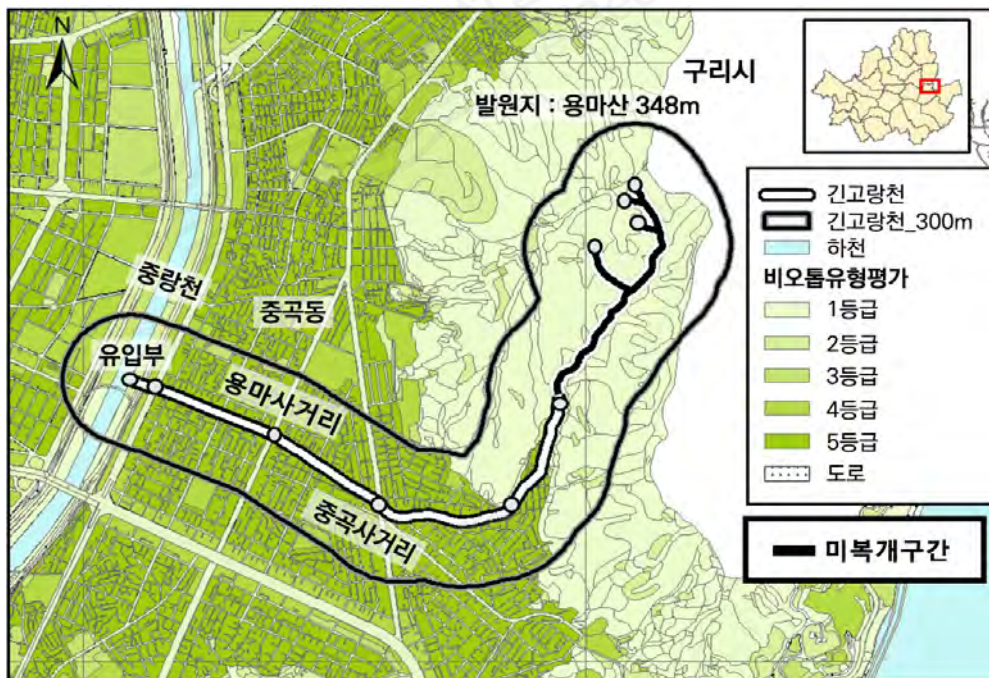 N
구리시
발원지 : 용마산 348m
중랑천
중곡동
유입부
용마사거리
중곡사거리
긴고랑천
긴고랑천_300m
하천
비오톱유형평가
1등급
2등급
3등급
4등급
5등급
도로
미복개구간